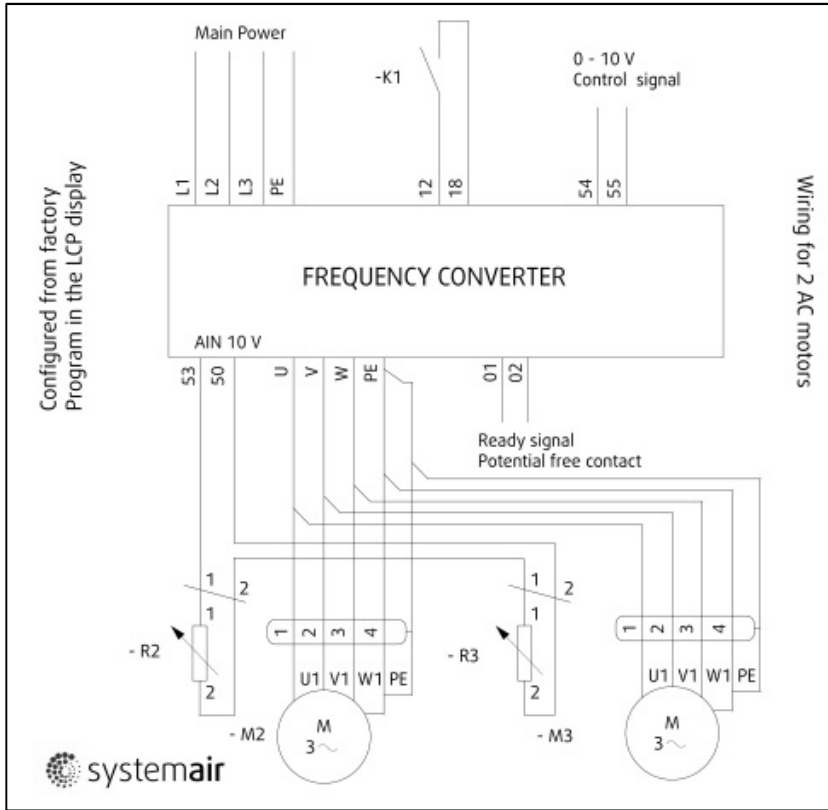 Main Power
-K1
0 - 10 V
Control signal
L1
L2
L3
PE
12
18
54
55
Configured from factory
Program in the LCP display
FREQUENCY CONVERTER
Wiring for 2 AC motors
AIN 10 V
53
50
U
V
W
PE
01
02
Ready signal
Potential free contact
1
2
1
2
- R2
1
2
3
4
U1 V1 W1 PE
- M2
M
3~
1
2
1
2
- R3
1
2
3
4
U1 V1 W1 PE
- M3
M
3~
systemair